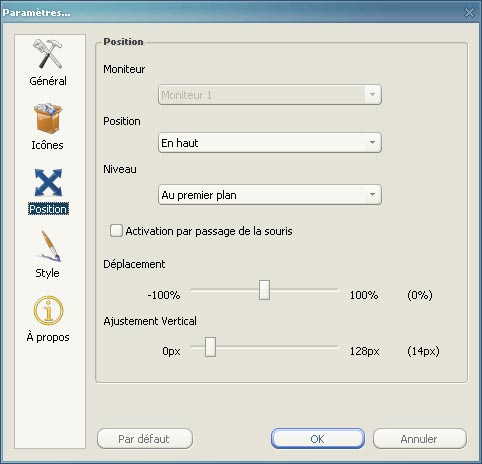 Paramètres...
Général
Icônes
Position
Style
À propos
Position
Moniteur
Moniteur 1
Position
En haut
Niveau
Au premier plan
Activation par passage de la souris
Déplacement
-100% 100% (0%)
Ajustement Vertical
0px 128px (14px)
Par défaut OK Annuler